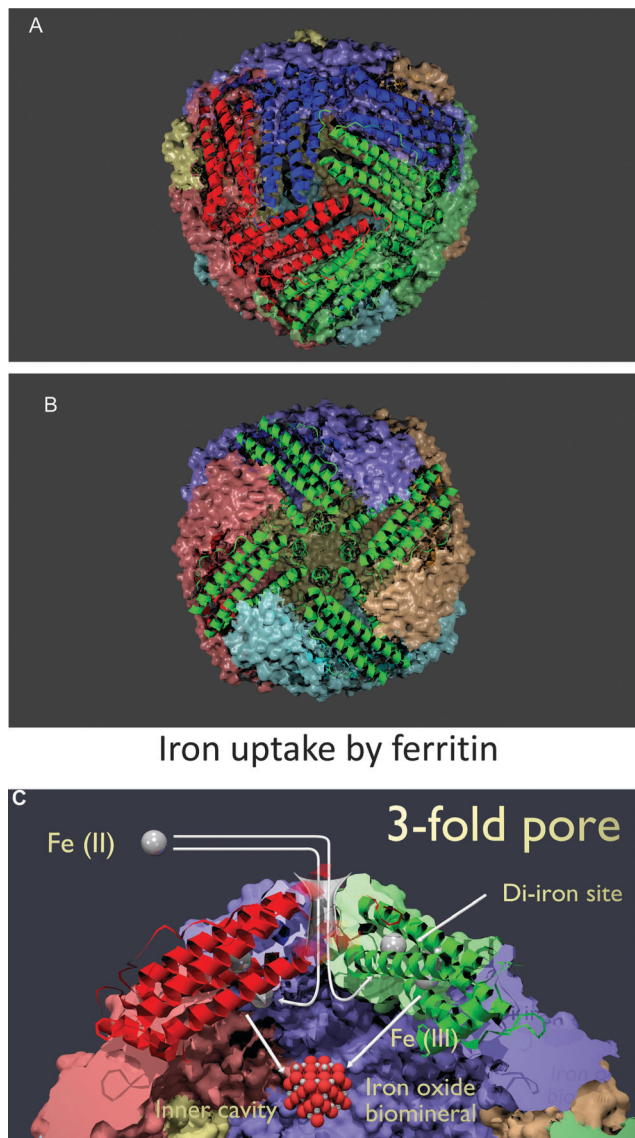 A
B
Iron uptake by ferritin
C
3-fold pore
Fe (II)
Di-iron site
Fe (III)
Inner cavity
Iron oxide
biomineral
Iron o